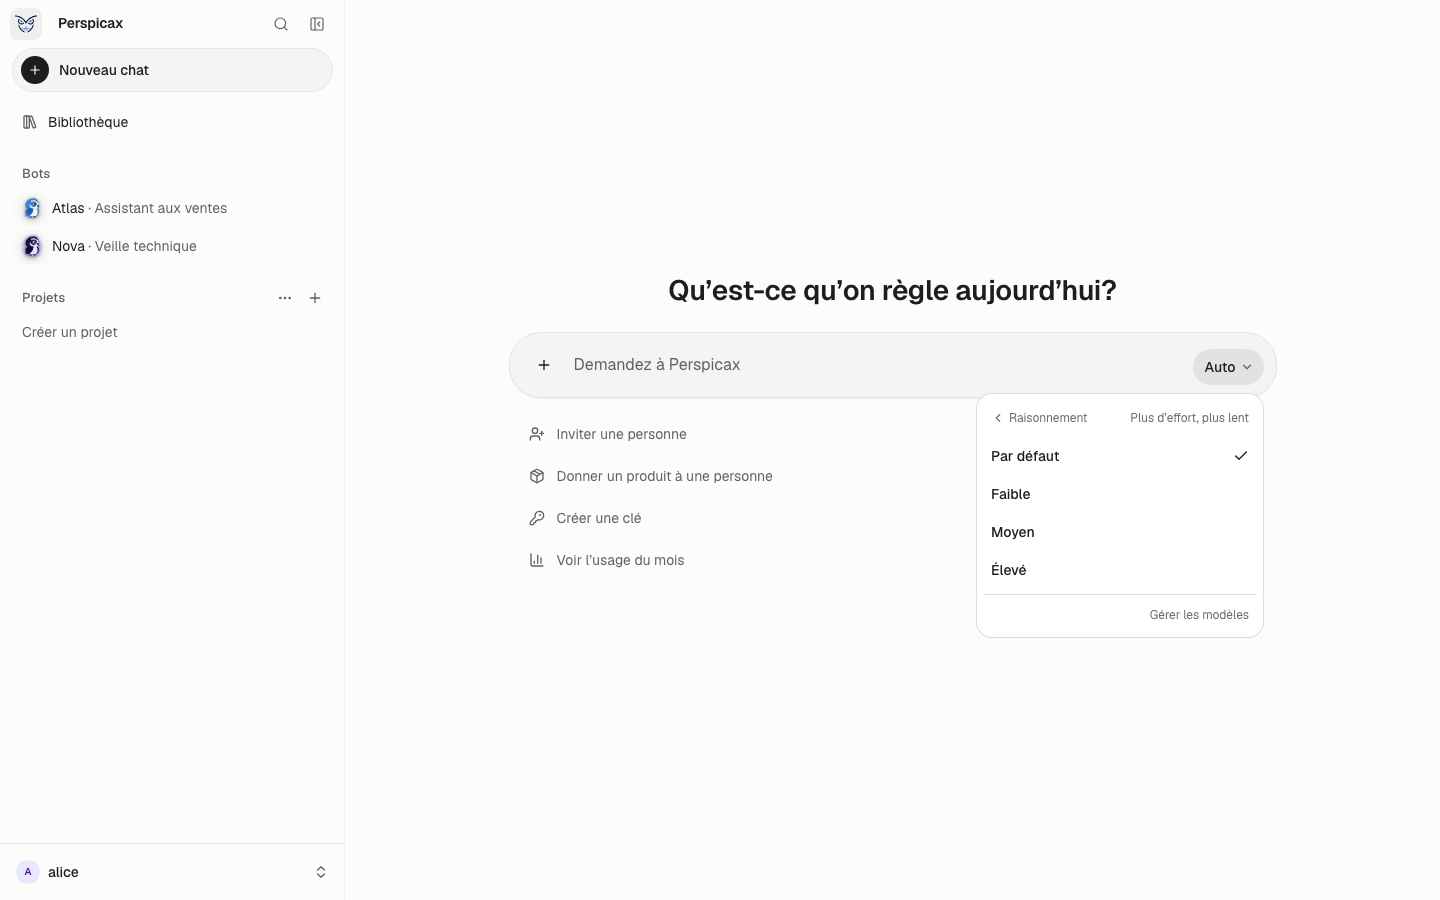 Perspicax
Nouveau chat
Bibliothèque
Bots
Atlas · Assistant aux ventes
Nova · Veille technique
Projets
Créer un projet
A
alice
Qu’est-ce qu’on règle aujourd’hui?
Demandez à Perspicax
Auto
Inviter une personne
Donner un produit à une personne
Créer une clé
Voir l’usage du mois
Raisonnement
Plus d’effort, plus lent
Par défaut
Faible
Moyen
Élevé
Gérer les modèles